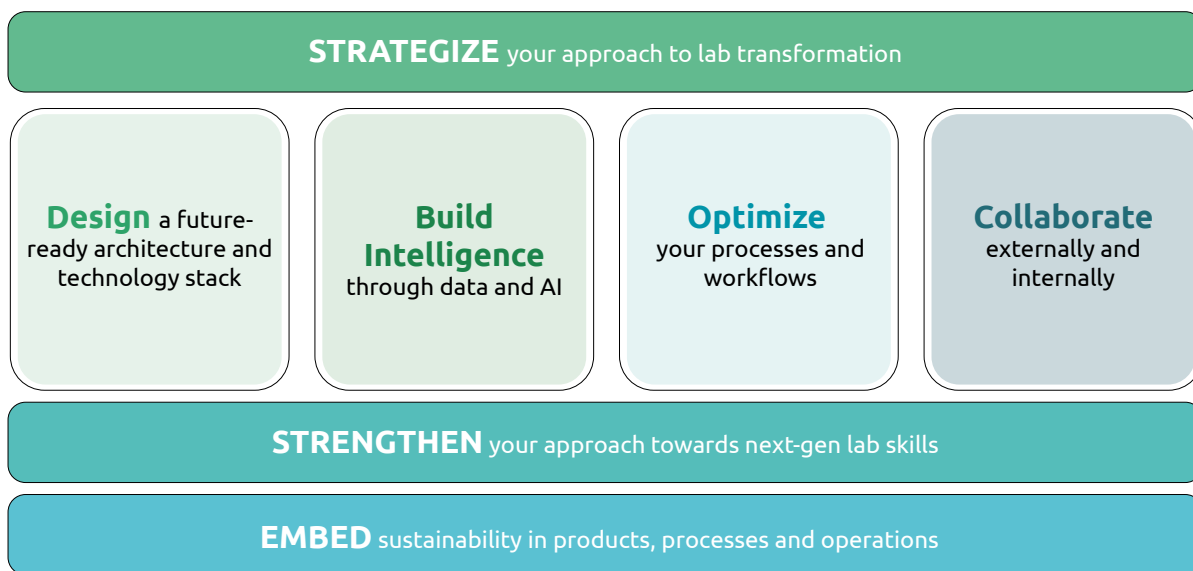 STRATEGIZE your approach to lab transformation
Design a future-
ready architecture and
technology stack
Build
Intelligence
through data and AI
Optimize
your processes and
workflows
Collaborate
externally and
internally
STRENGTHEN your approach towards next-gen lab skills
EMBED sustainability in products, processes and operations